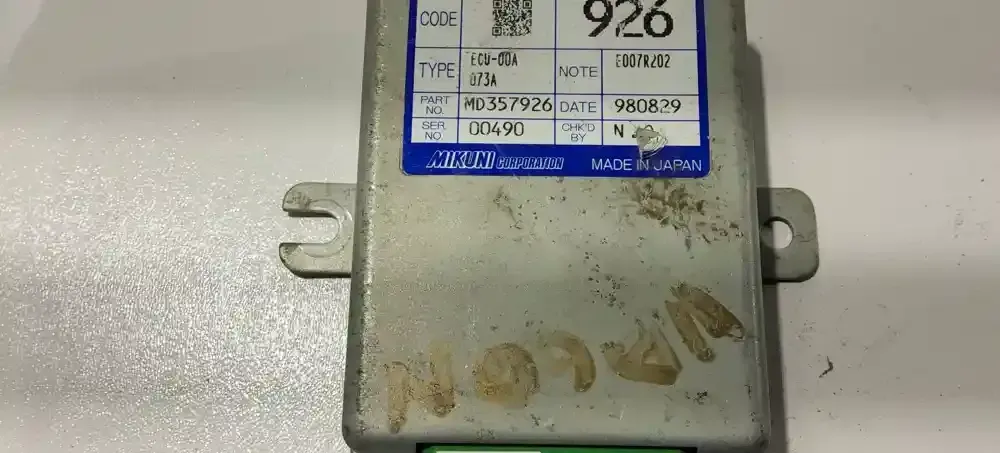 CODE 926
TYPE ECU-00A 073A NOTE E007R202
PART NO. MD357926 DATE 980829
SER. NO. 00490 CHK'D BY N
MIKUNI CORPORATION MADE IN JAPAN